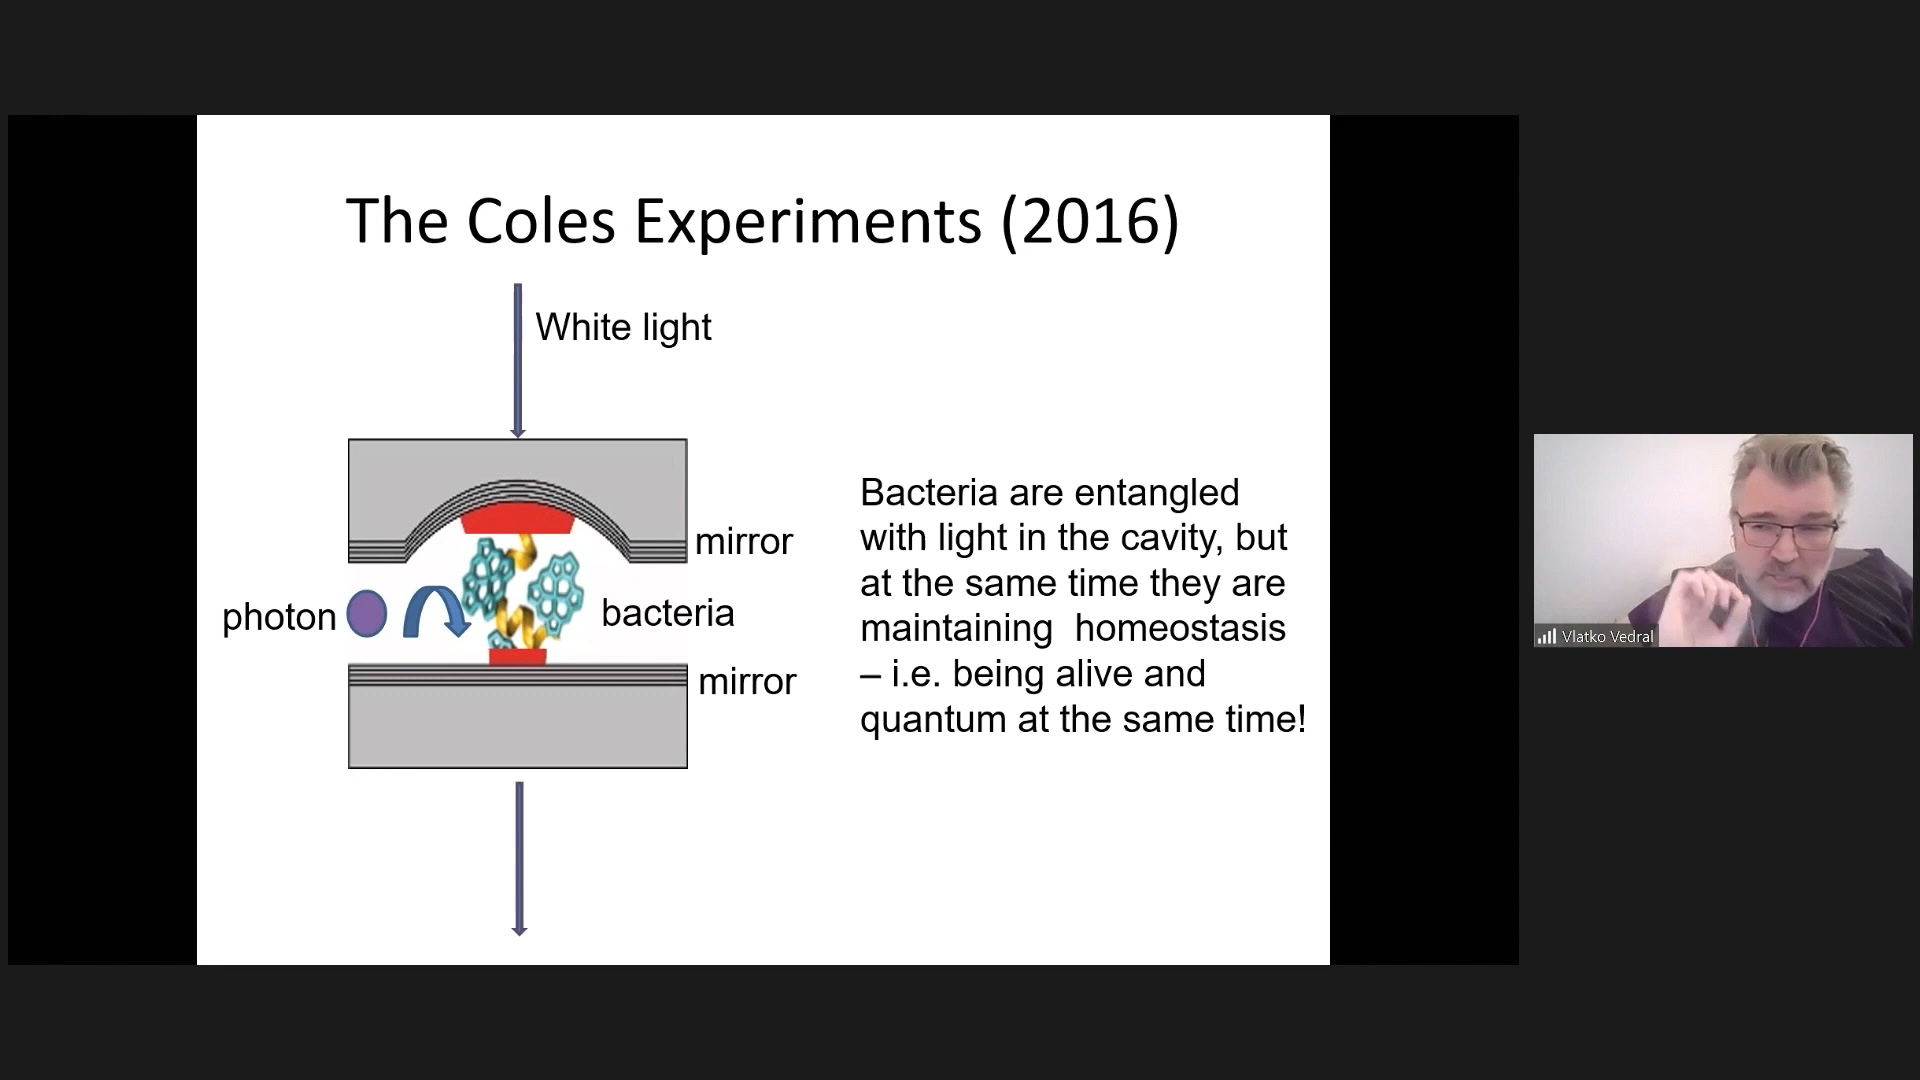 The Coles Experiments (2016)
White light
mirror
photon
bacteria
mirror
Bacteria are entangled
with light in the cavity, but
at the same time they are
maintaining homeostasis
– i.e. being alive and
quantum at the same time!
Vlatko Vedral